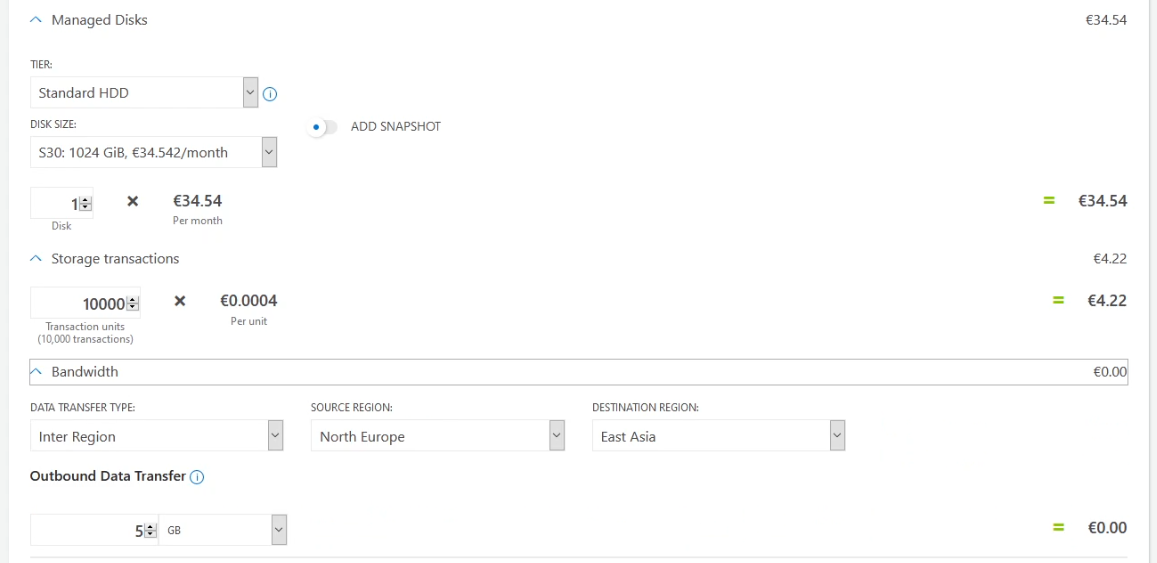 Managed Disks €34.54
TIER:
Standard HDD
DISK SIZE:
ADD SNAPSHOT
S30: 1024 GiB, €34.542/month
1 × €34.54 = €34.54
Disk Per month
Storage transactions €4.22
10000 × €0.0004 = €4.22
Transaction units Per unit
(10,000 transactions)
Bandwidth €0.00
DATA TRANSFER TYPE: SOURCE REGION: DESTINATION REGION:
Inter Region North Europe East Asia
Outbound Data Transfer
5 GB = €0.00